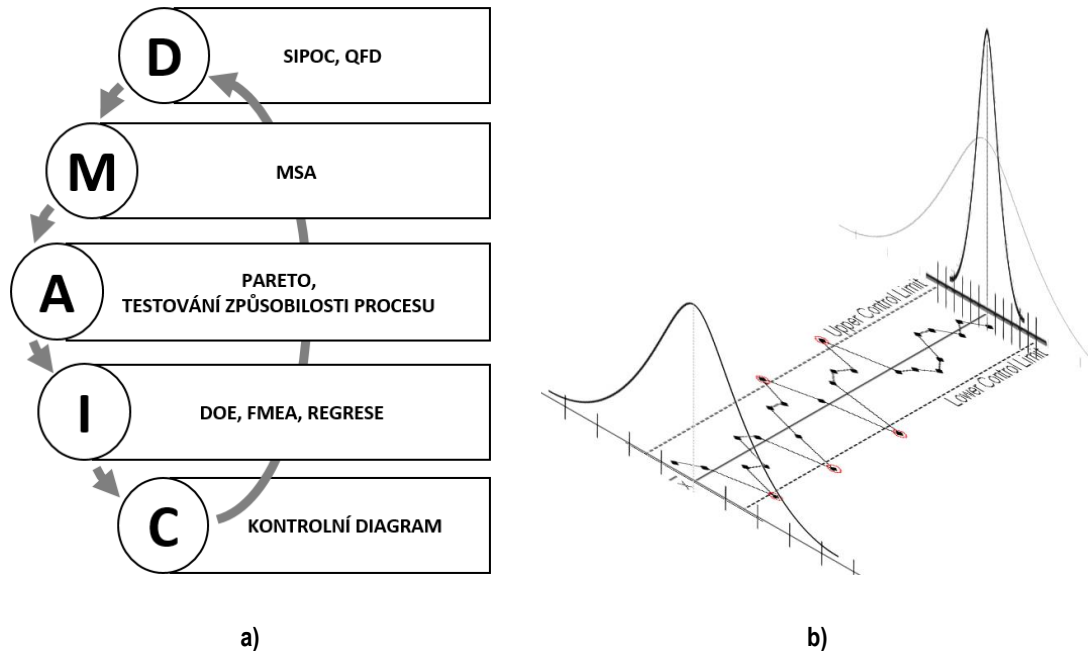 D
SIPOC, QFD
M
MSA
A
PARETO,
TESTOVÁNÍ ZPŮSOBILOSTI PROCESU
I
DOE, FMEA, REGRESE
C
KONTROLNÍ DIAGRAM
a)
Upper Control Limit
Lower Control Limit
X
b)